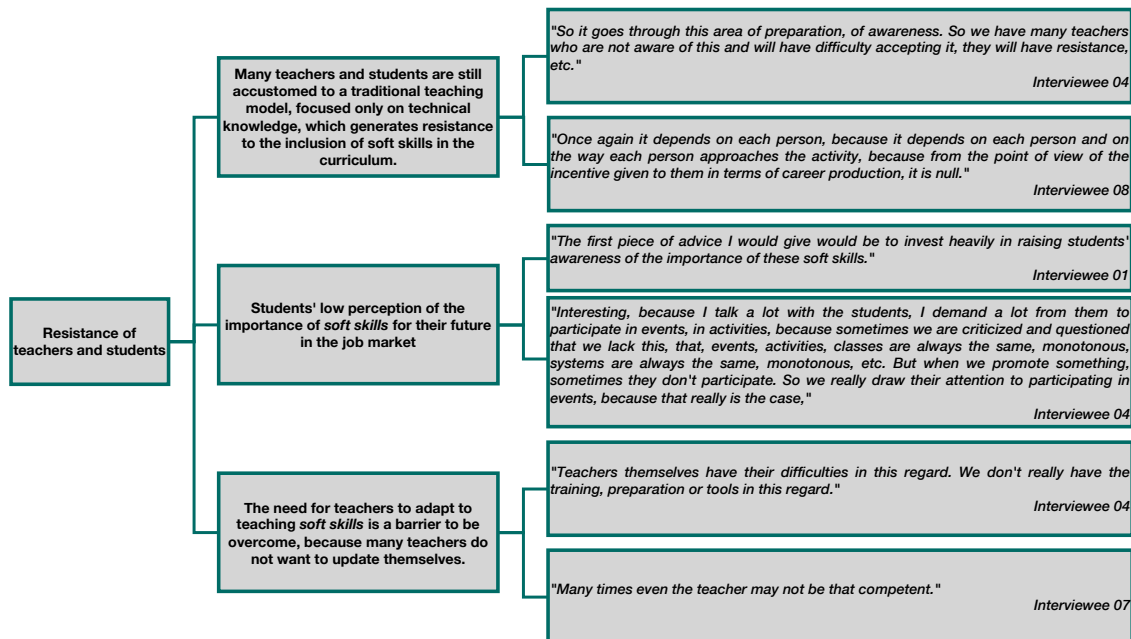 Resistance of
teachers and students
Many teachers and students are still
accustomed to a traditional teaching
model, focused only on technical
knowledge, which generates resistance
to the inclusion of soft skills in the
curriculum.
"So it goes through this area of preparation, of awareness. So we have many teachers
who are not aware of this and will have difficulty accepting it, they will have resistance,
etc."
Interviewee 04
"Once again it depends on each person, because it depends on each person and on
the way each person approaches the activity, because from the point of view of the
incentive given to them in terms of career production, it is null."
Interviewee 08
Students' low perception of the
importance of soft skills for their future
in the job market
"The first piece of advice I would give would be to invest heavily in raising students'
awareness of the importance of these soft skills."
Interviewee 01
"Interesting, because I talk a lot with the students, I demand a lot from them to
participate in events, in activities, because sometimes we are criticized and questioned
that we lack this, that, events, activities, classes are always the same, monotonous,
systems are always the same, monotonous, etc. But when we promote something,
sometimes they don't participate. So we really draw their attention to participating in
events, because that really is the case,"
Interviewee 04
The need for teachers to adapt to
teaching soft skills is a barrier to be
overcome, because many teachers do
not want to update themselves.
"Teachers themselves have their difficulties in this regard. We don't really have the
training, preparation or tools in this regard."
Interviewee 04
"Many times even the teacher may not be that competent."
Interviewee 07